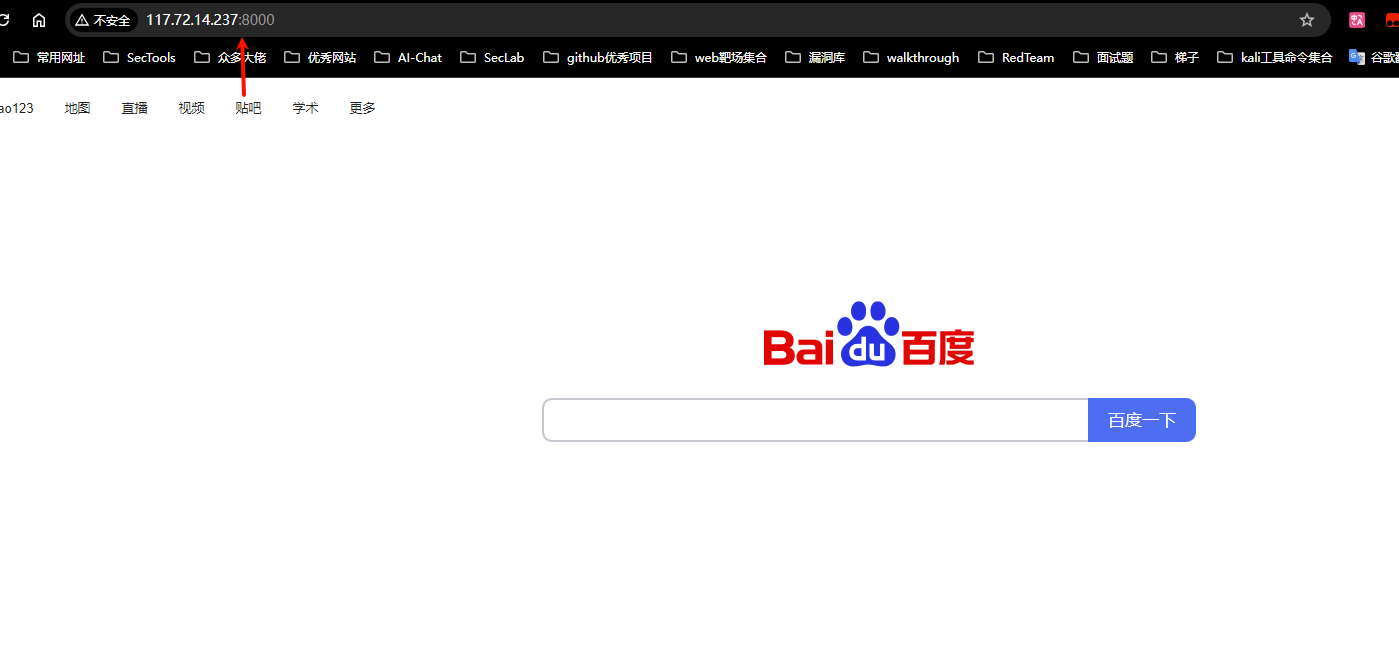 不安全 117.72.14.237:8000
常用网址 SecTools 众多大佬 优秀网站 AI-Chat SecLab github优秀项目 web靶场集合 漏洞库 walkthrough RedTeam 面试题 梯子 kali工具命令集合 谷歌翻
ao123 地图 直播 视频 贴吧 学术 更多
Bai du 百度
百度一下